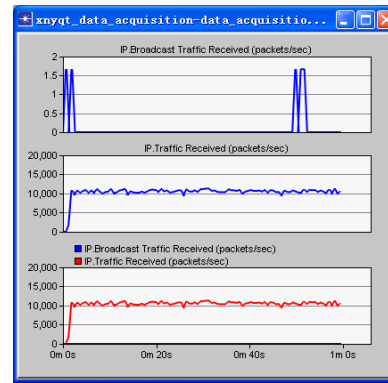 xnyqt_data_acquisition-data_acquisitio...
IP.Broadcast Traffic Received (packets/sec)
2
1.5
1
0.5
0
IP.Traffic Received (packets/sec)
20,000
15,000
10,000
5,000
0
IP.Broadcast Traffic Received (packets/sec)
IP.Traffic Received (packets/sec)
20,000
15,000
10,000
5,000
0
0m 0s 0m 20s 0m 40s 1m 0s